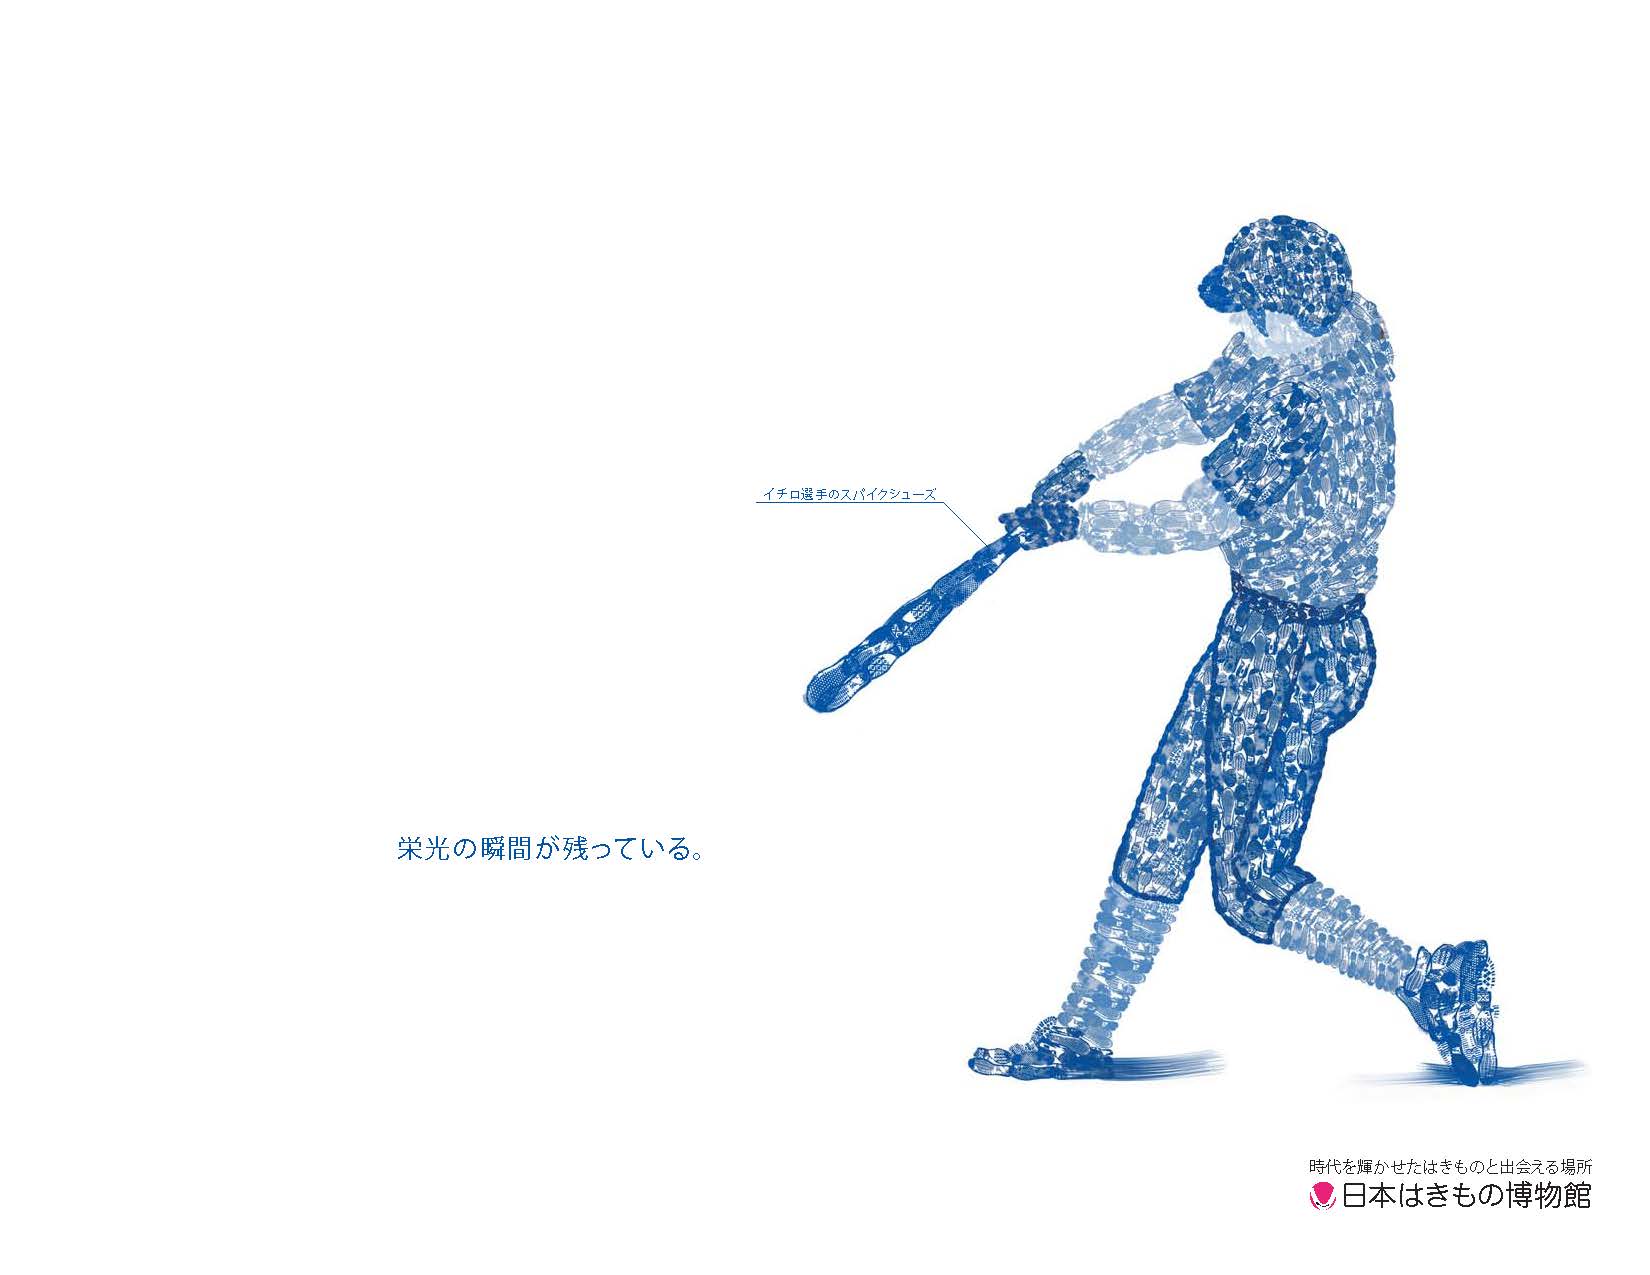 イチロ選手のスパイクシューズ
栄光の瞬間が残っている。
時代を輝かせたはきものと出会える場所
日本はきもの博物館